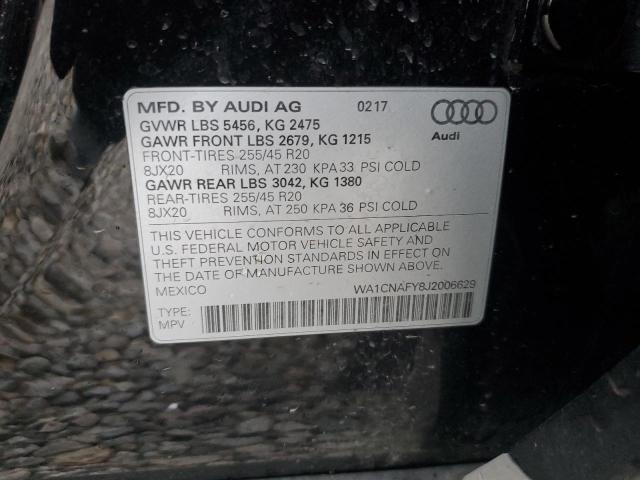 MFD. BY AUDI AG 0217
GVWR LBS 5456, KG 2475
GAWR FRONT LBS 2679, KG 1215
Audi
FRONT-TIRES 255/45 R20
8JX20 RIMS, AT 230 KPA 33 PSI COLD
GAWR REAR LBS 3042, KG 1380
REAR-TIRES 255/45 R20
8JX20 RIMS, AT 250 KPA 36 PSI COLD
THIS VEHICLE CONFORMS TO ALL APPLICABLE
U.S. FEDERAL MOTOR VEHICLE SAFETY AND
THEFT PREVENTION STANDARDS IN EFFECT ON
THE DATE OF MANUFACTURE SHOWN ABOVE.
MEXICO WA1CNAFY8J2006629
TYPE:
MPV